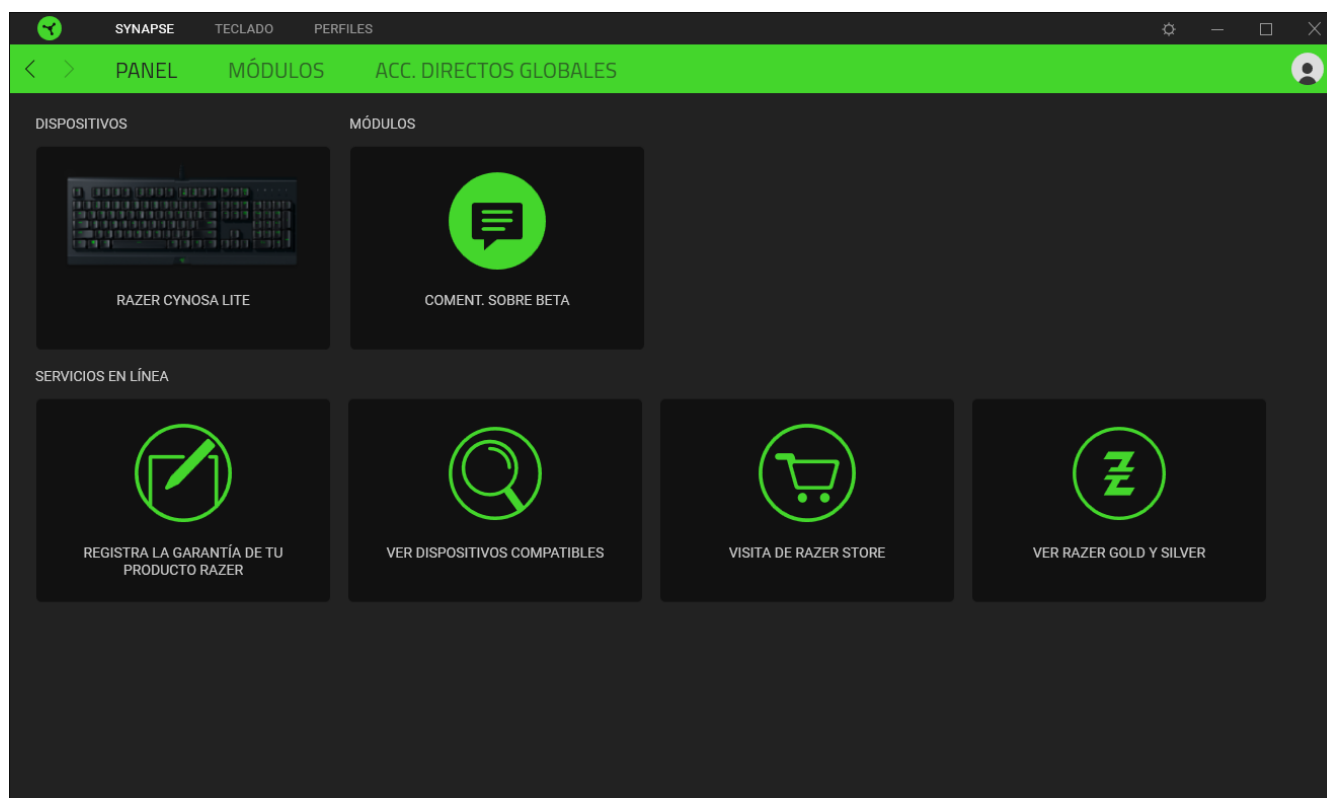 SYNAPSE TECLADO PERFILES
PANEL MÓDULOS ACC. DIRECTOS GLOBALES
DISPOSITIVOS MÓDULOS
RAZER CYNOSA LITE COMENT. SOBRE BETA
SERVICIOS EN LÍNEA
REGISTRA LA GARANTÍA DE TU
PRODUCTO RAZER
VER DISPOSITIVOS COMPATIBLES
VISITA DE RAZER STORE
VER RAZER GOLD Y SILVER